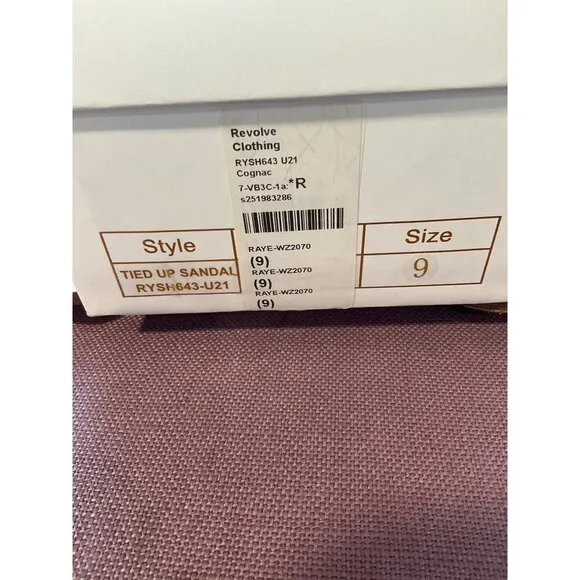 Revolve
Clothing
RYSH643 U21
Cognac
7-VB3C-1a:*R
s251983286
RAYE-WZ2070
(9)
RAYE-WZ2070
(9)
RAYE-WZ2070
(9)
Style
TIED UP SANDAL
RYSH643-U21
Size
9